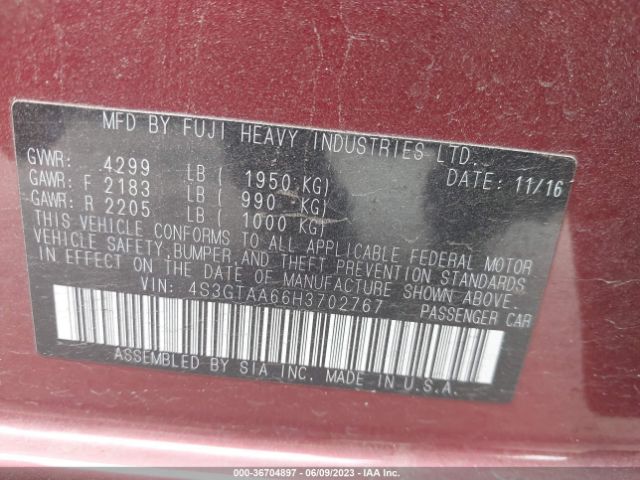 MFD BY FUJI HEAVY INDUSTRIES LTD.
GVWR: 4299 LB ( 1950 KG) DATE: 11/16
GAWR: F 2183 LB ( 990 KG)
GAWR: R 2205 LB ( 1000 KG)
THIS VEHICLE CONFORMS TO ALL APPLICABLE FEDERAL MOTOR
VEHICLE SAFETY, BUMPER, AND THEFT PREVENTION STANDARDS
IN EFFECT ON THE DATE OF MANUFACTURE SHOWN ABOVE.
VIN: 4S3GTAA66H3702767 PASSENGER CAR
ASSEMBLED BY SIA INC. MADE IN U.S.A.
000-36704897 - 06/09/2023 - IAA Inc.